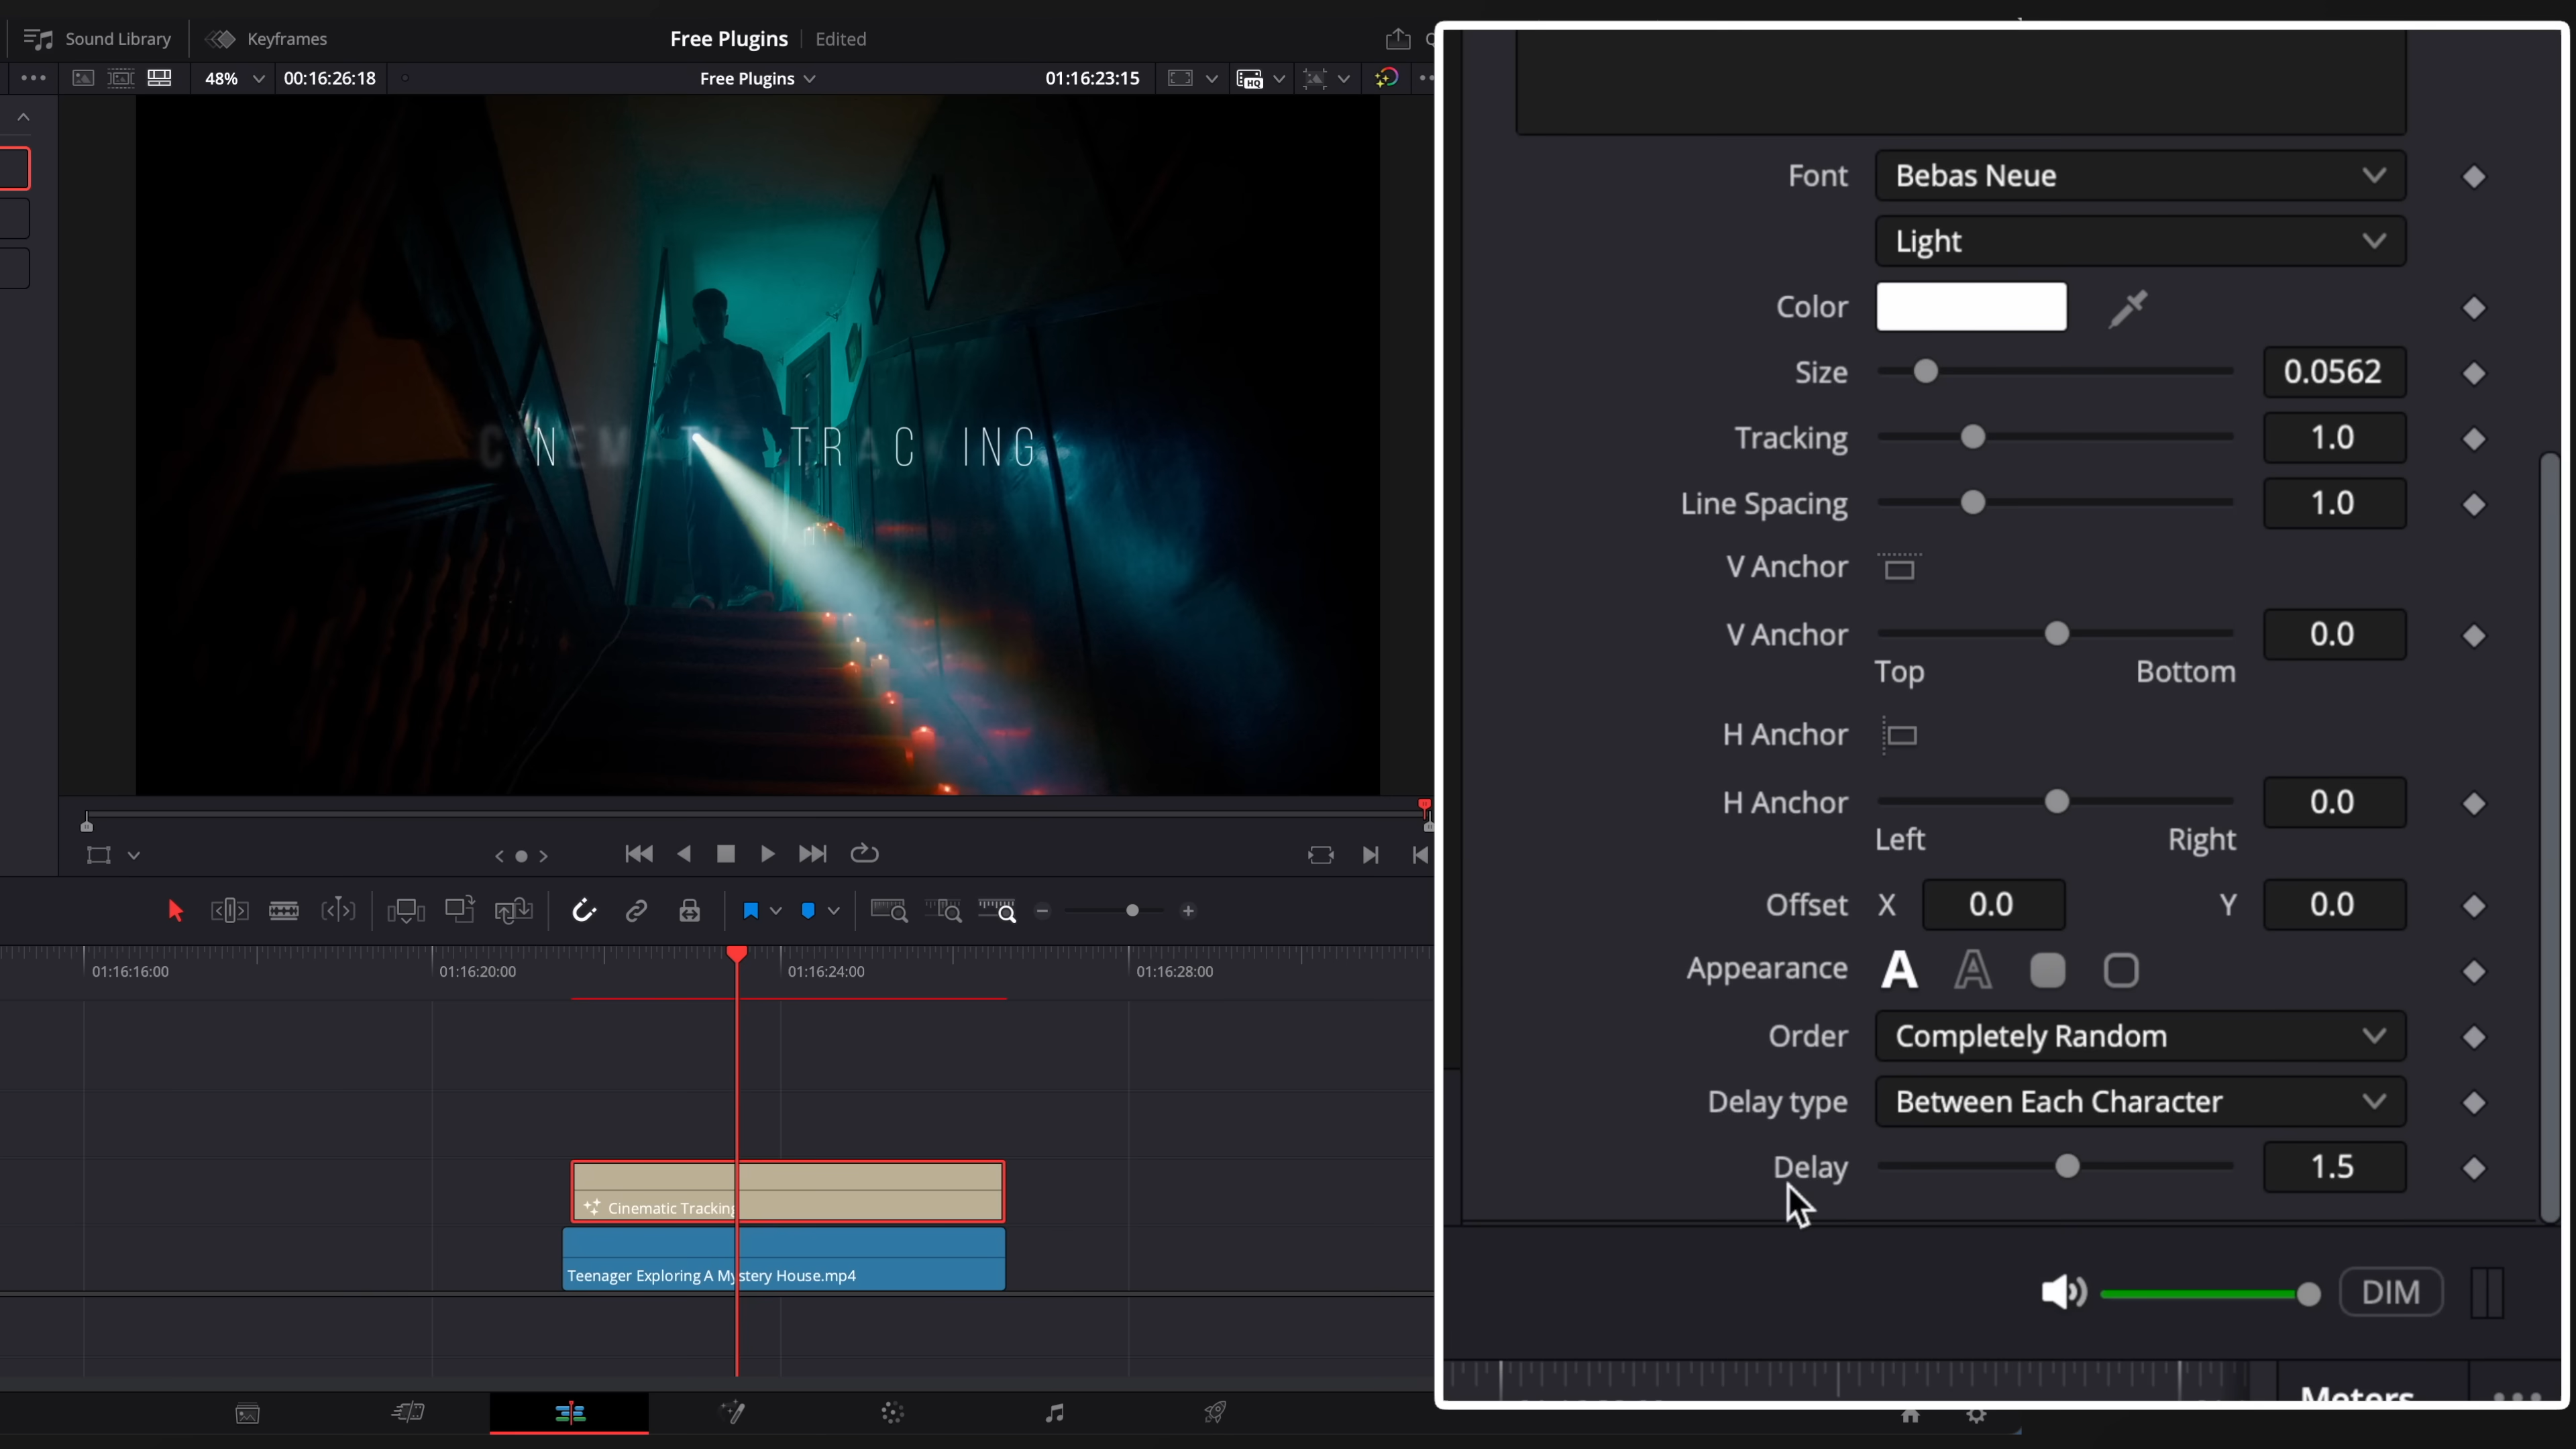 Sound Library
Keyframes
Free Plugins
Edited
48%
00:16:26:18
Free Plugins
01:16:23:15
HQ
CINEMATIC TRACKING
01:16:16:00
01:16:20:00
01:16:24:00
01:16:28:00
Cinematic Tracking
Teenager Exploring A Mystery House.mp4
Font
Bebas Neue
Light
Color
Size
0.0562
Tracking
1.0
Line Spacing
1.0
V Anchor
V Anchor
0.0
Top
Bottom
H Anchor
H Anchor
0.0
Left
Right
Offset
X
0.0
Y
0.0
Appearance
A
A
Order
Completely Random
Delay type
Between Each Character
Delay
1.5
DIM
Meters